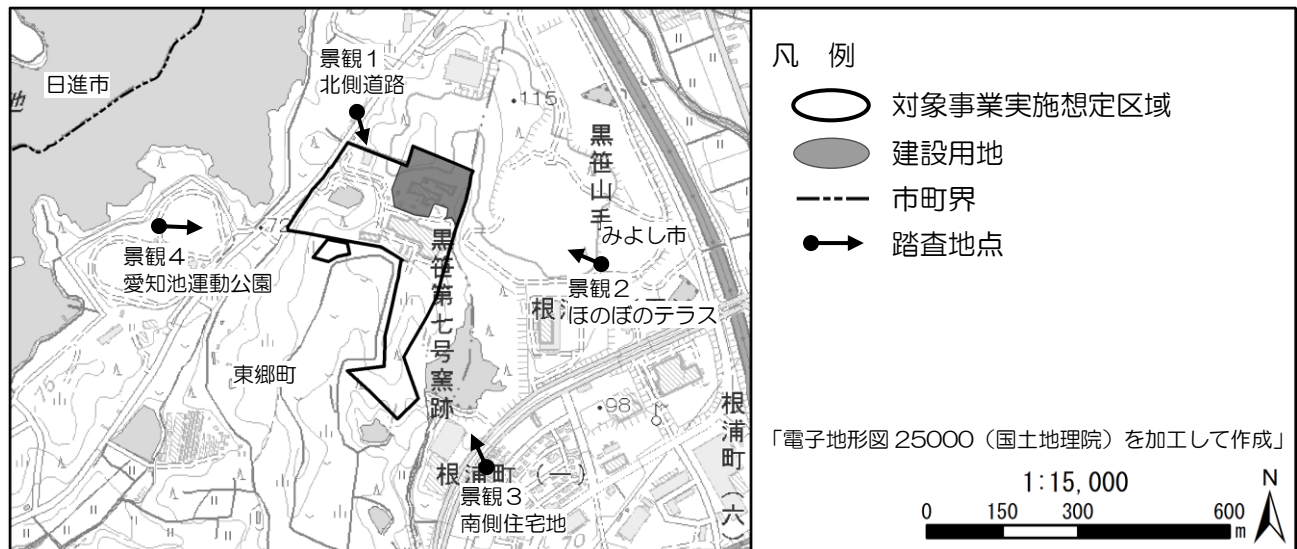 日進市
池
景観1
北側道路
・115
黒笹山手
みよし市
72
景観4
愛知池運動公園
景観2
ほのぼのテラス
黒笹第七号窯跡
根
東郷町
75
・98
根浦町(一)
根浦町(六)
景観3
南側住宅地
70
凡 例
対象事業実施想定区域
建設用地
市町界
踏査地点
「電子地形図 25000(国土地理院)を加工して作成」
1:15,000
N
0 150 300 600
m